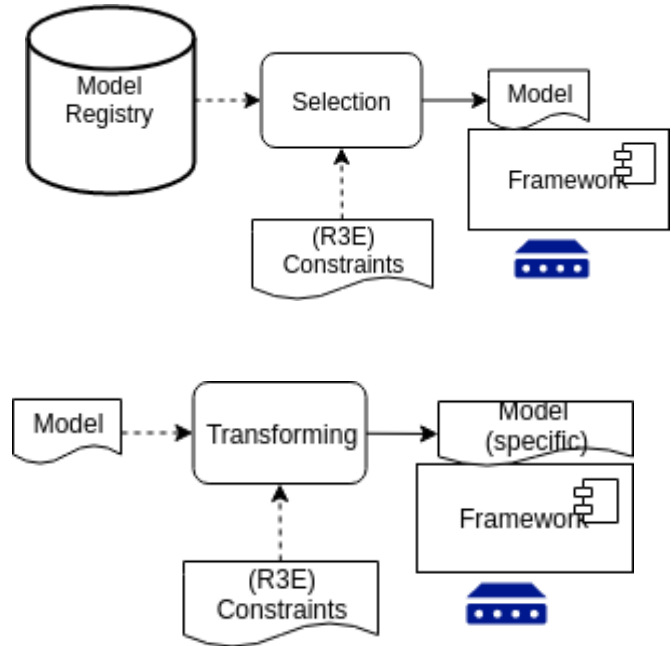 Model
Registry
Selection
Model
Framework
(R3E)
Constraints
Model
Transforming
Model
(specific)
Framework
(R3E)
Constraints